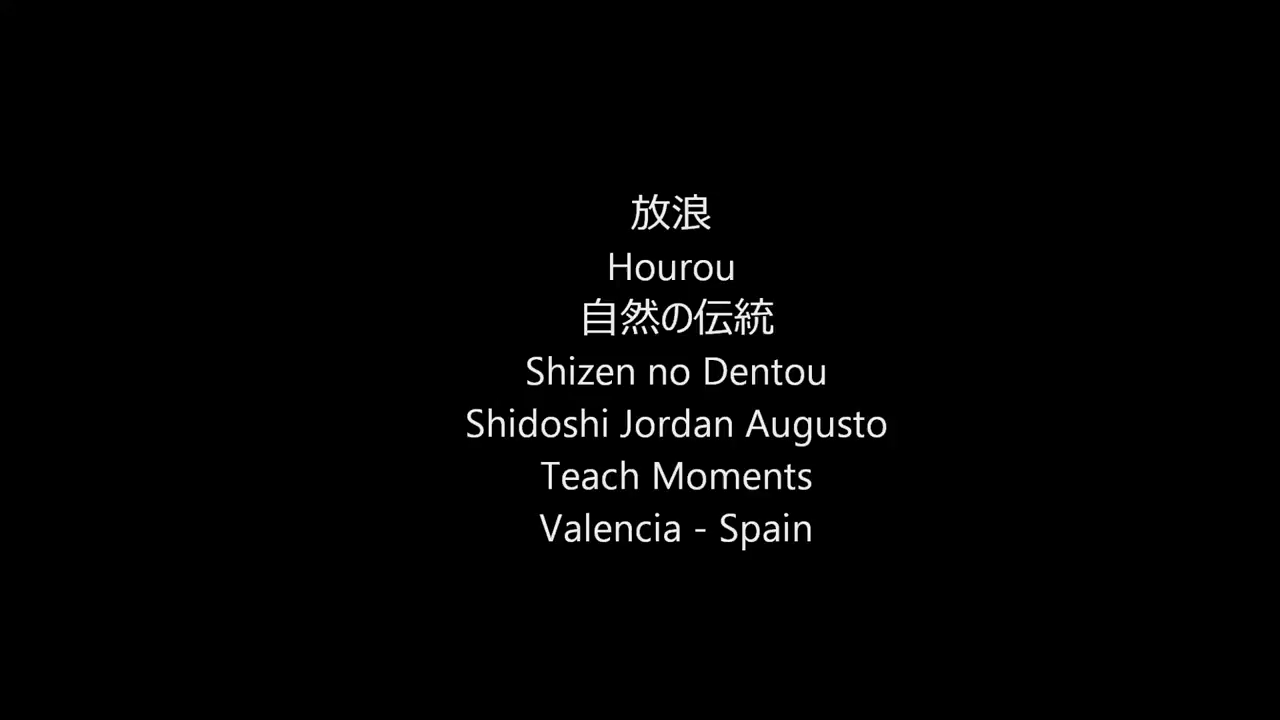 放浪
Hourou
自然の伝統
Shizen no Dentou
Shidoshi Jordan Augusto
Teach Moments
Valencia - Spain